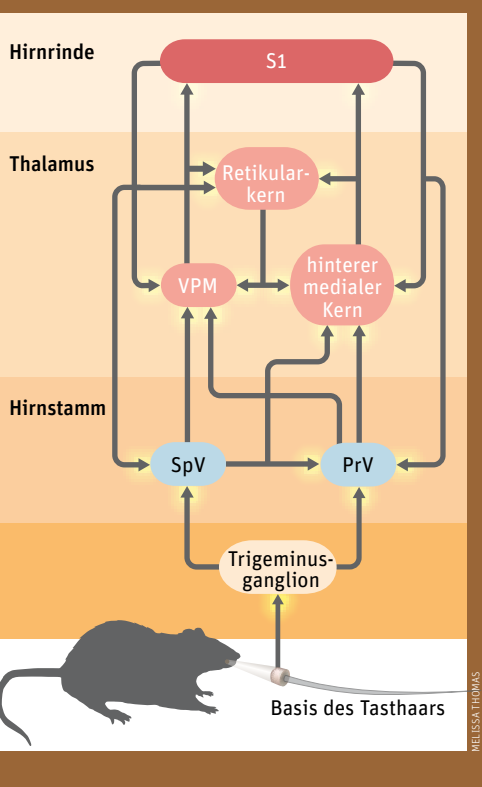 Hirnrinde
S1
Thalamus
Retikular-
kern
VPM
hinterer
medialer
Kern
Hirnstamm
SpV
PrV
Trigeminus-
ganglion
Basis des Tasthaars
MELISSA THOMAS